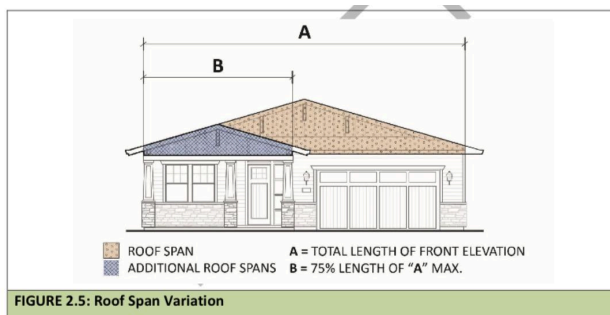 A
B
ROOF SPAN
ADDITIONAL ROOF SPANS
A = TOTAL LENGTH OF FRONT ELEVATION
B = 75% LENGTH OF "A" MAX.
FIGURE 2.5: Roof Span Variation